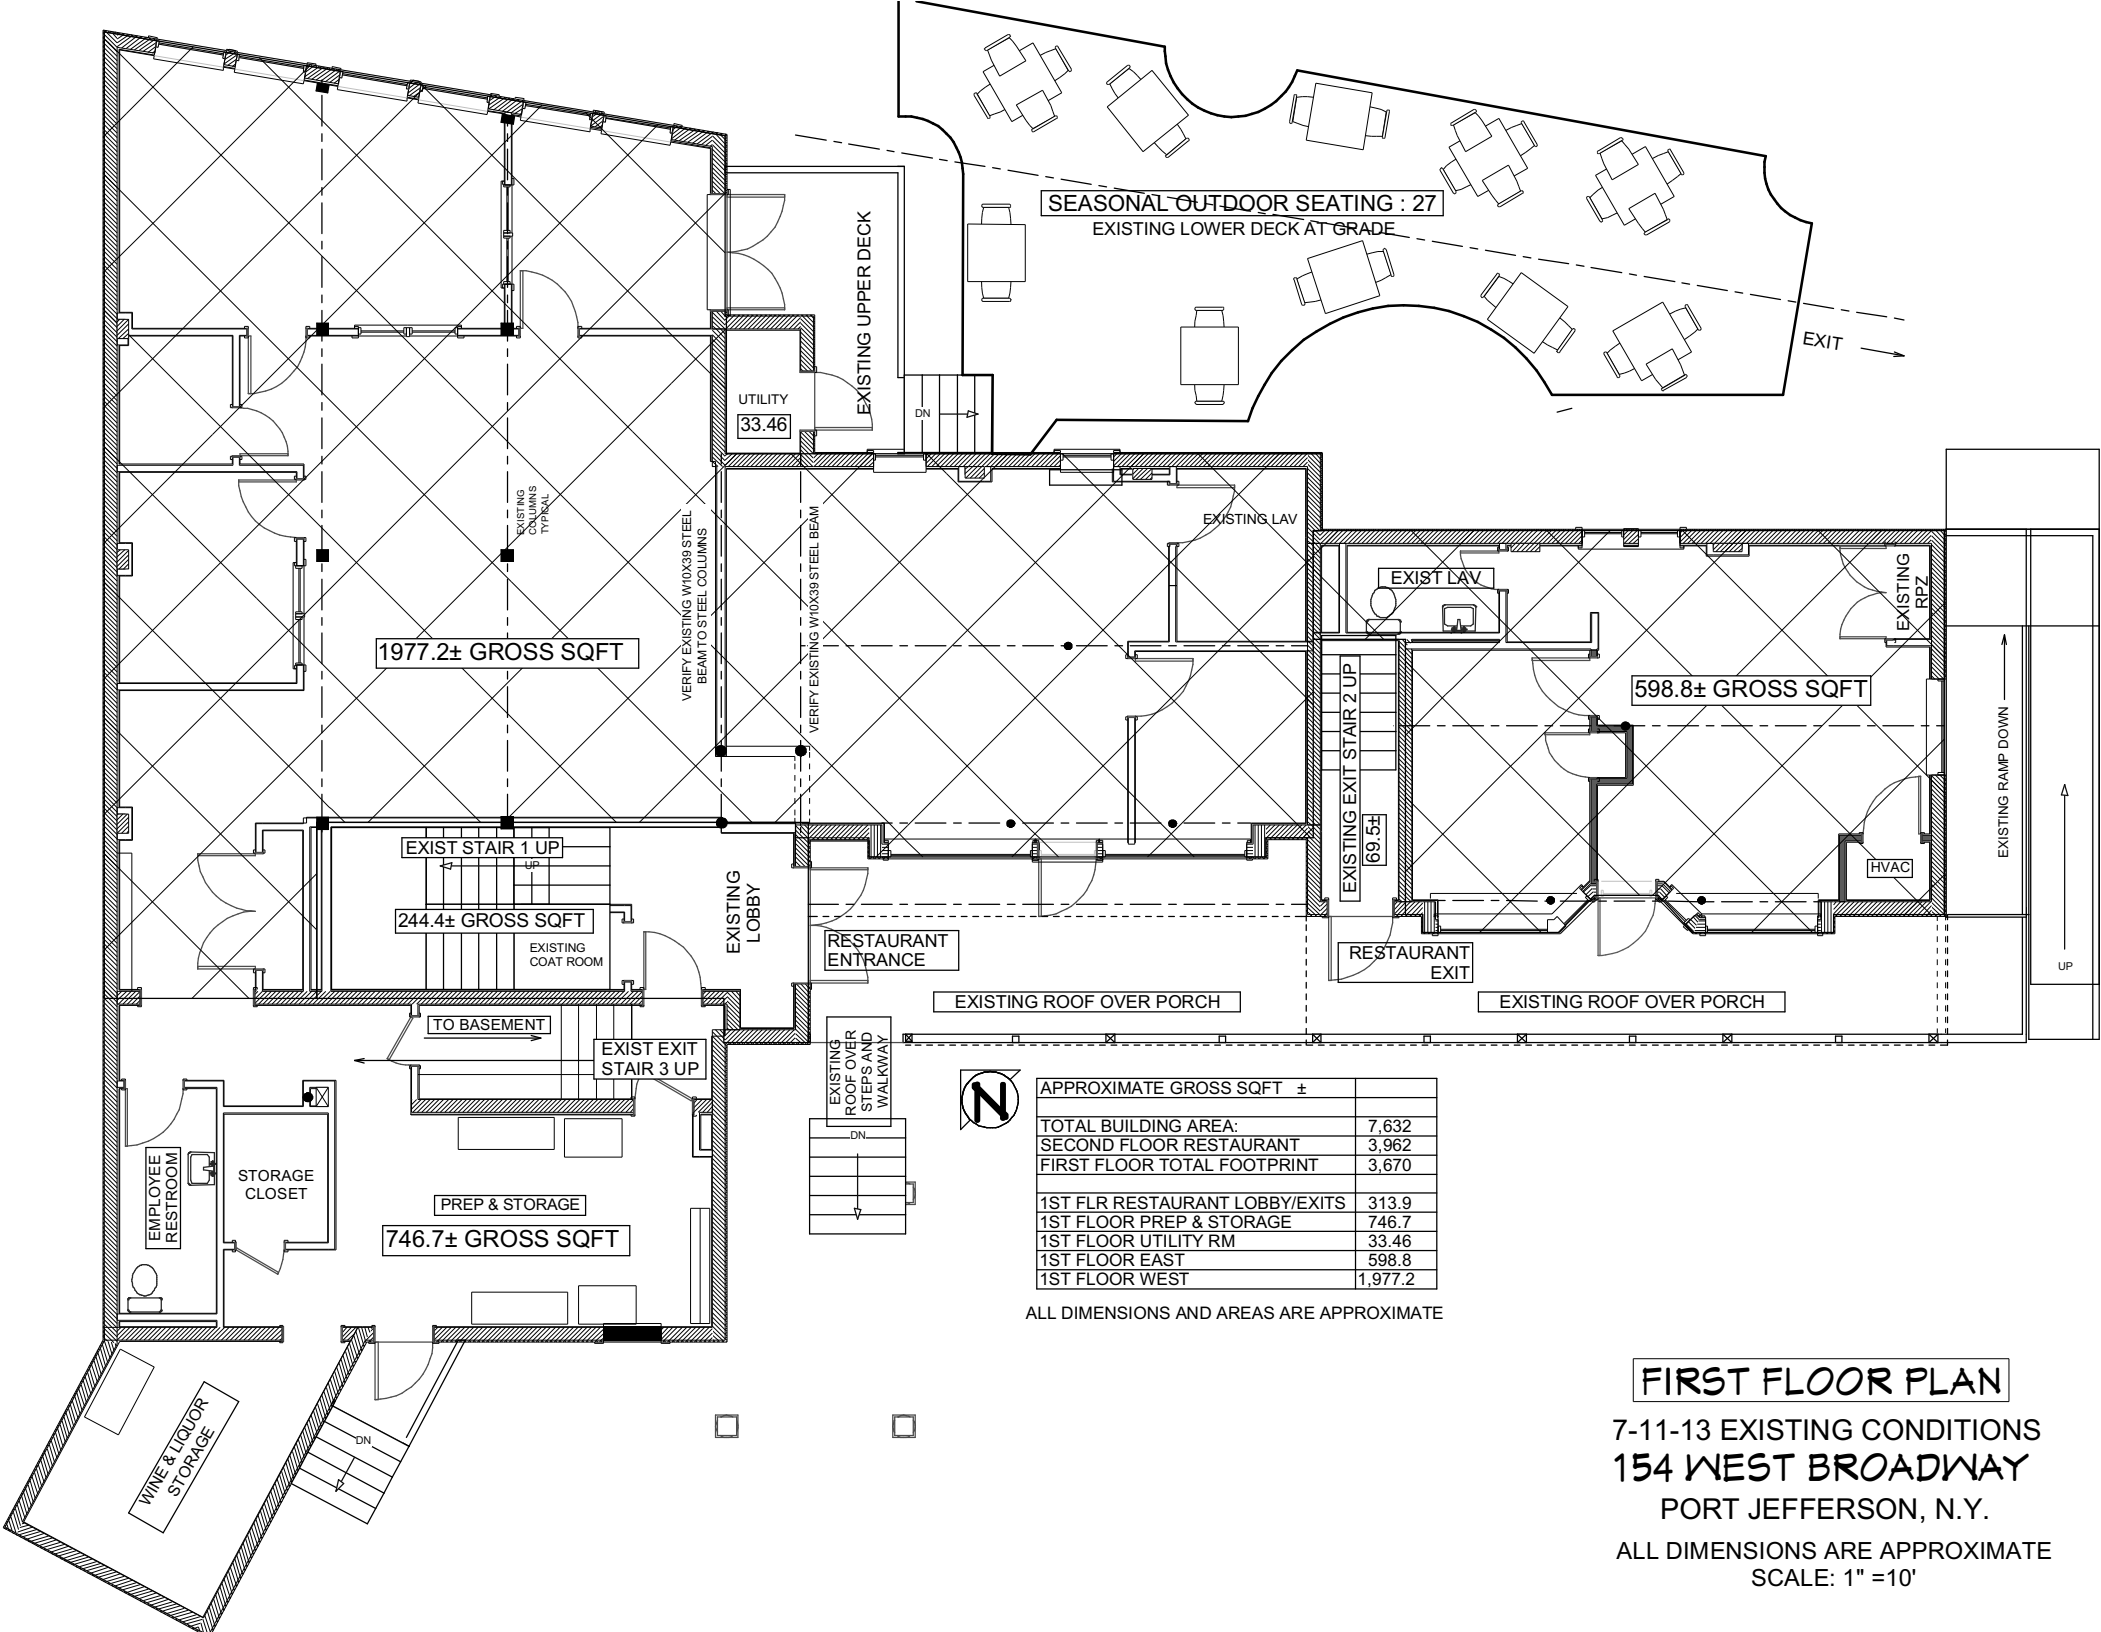 SEASONAL OUTDOOR SEATING : 27
EXISTING LOWER DECK AT GRADE
EXIT
EXISTING UPPER DECK
DN
UTILITY
33.46
EXISTING
COLUMNS
TYPICAL
VERIFY EXISTING W10X39 STEEL
BEAM TO STEEL COLUMNS
VERIFY EXISTING W10X39 STEEL BEAM
EXISTING LAV
1977.2± GROSS SQFT
EXIST LAV
EXISTING
RPZ
598.8± GROSS SQFT
EXISTING EXIT STAIR 2 UP
69.5±
HVAC
EXISTING RAMP DOWN
UP
EXIST STAIR 1 UP
UP
244.4± GROSS SQFT
EXISTING
COAT ROOM
EXISTING
LOBBY
RESTAURANT
ENTRANCE
RESTAURANT
EXIT
EXISTING ROOF OVER PORCH
EXISTING ROOF OVER PORCH
TO BASEMENT
EXIST EXIT
STAIR 3 UP
EXISTING
ROOF OVER
STEPS AND
WALKWAY
DN
EMPLOYEE
RESTROOM
STORAGE
CLOSET
PREP & STORAGE
746.7± GROSS SQFT
WINE & LIQUOR
STORAGE
DN
N
APPROXIMATE GROSS SQFT ±
TOTAL BUILDING AREA: 7,632
SECOND FLOOR RESTAURANT 3,962
FIRST FLOOR TOTAL FOOTPRINT 3,670
1ST FLR RESTAURANT LOBBY/EXITS 313.9
1ST FLOOR PREP & STORAGE 746.7
1ST FLOOR UTILITY RM 33.46
1ST FLOOR EAST 598.8
1ST FLOOR WEST 1,977.2
ALL DIMENSIONS AND AREAS ARE APPROXIMATE
FIRST FLOOR PLAN
7-11-13 EXISTING CONDITIONS
154 WEST BROADWAY
PORT JEFFERSON, N.Y.
ALL DIMENSIONS ARE APPROXIMATE
SCALE: 1" =10'